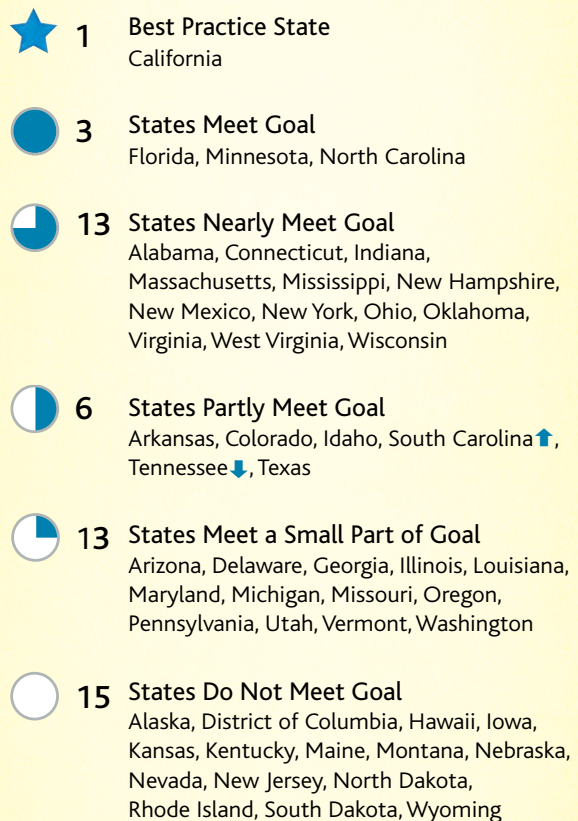 1 Best Practice State
California
3 States Meet Goal
Florida, Minnesota, North Carolina
13 States Nearly Meet Goal
Alabama, Connecticut, Indiana,
Massachusetts, Mississippi, New Hampshire,
New Mexico, New York, Ohio, Oklahoma,
Virginia, West Virginia, Wisconsin
6 States Partly Meet Goal
Arkansas, Colorado, Idaho, South Carolina⬆,
Tennessee⬇, Texas
13 States Meet a Small Part of Goal
Arizona, Delaware, Georgia, Illinois, Louisiana,
Maryland, Michigan, Missouri, Oregon,
Pennsylvania, Utah, Vermont, Washington
15 States Do Not Meet Goal
Alaska, District of Columbia, Hawaii, Iowa,
Kansas, Kentucky, Maine, Montana, Nebraska,
Nevada, New Jersey, North Dakota,
Rhode Island, South Dakota, Wyoming